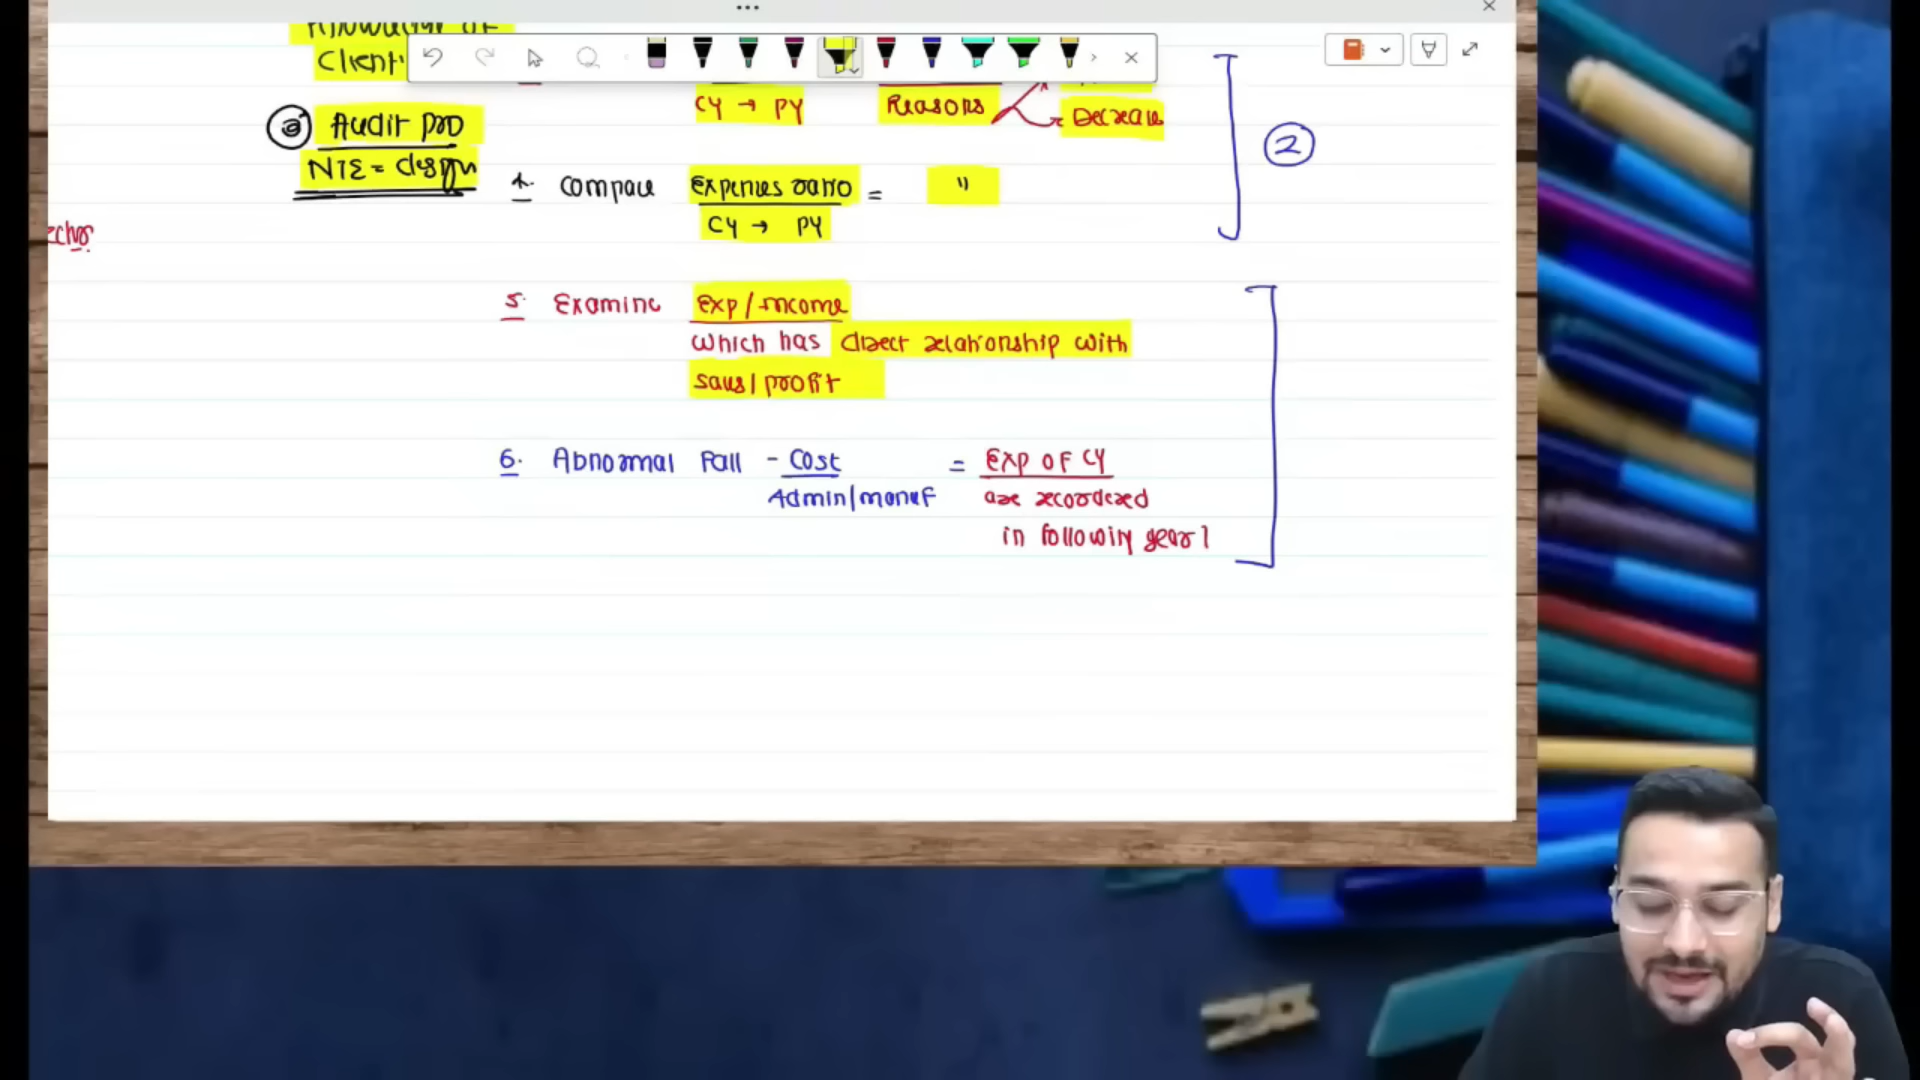 Knowledge of
Client
③ Audit pro
NTE = design
CY → PY Reasons Decrease
②
4. Compare Expenses ratio = "
CY → PY
5. Examine Exp/income
which has direct relationship with
sales/profit
6. Abnormal Fall - Cost = Exp of CY
Admin/manuf are recorded
in following year